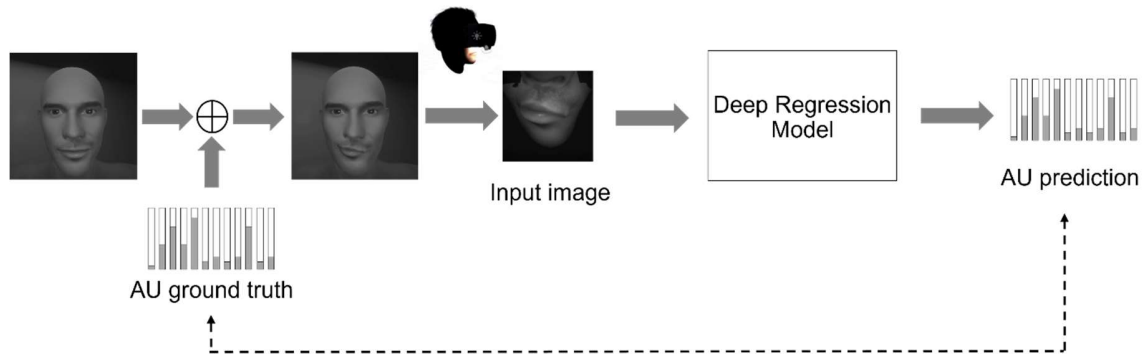 Deep Regression
Model
Input image
AU prediction
AU ground truth